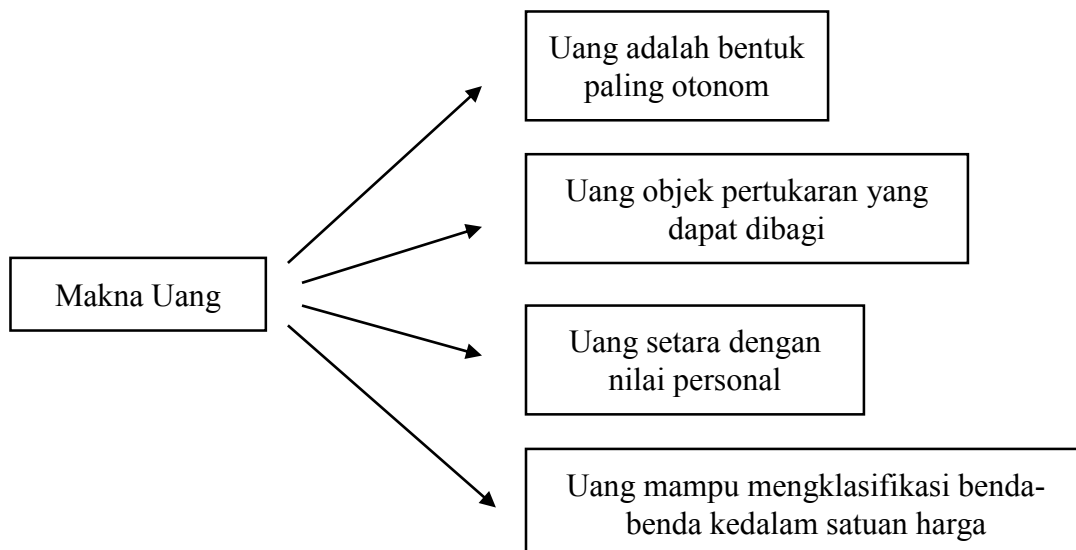 Uang adalah bentuk
paling otonom
Uang objek pertukaran yang
dapat dibagi
Makna Uang
Uang setara dengan
nilai personal
Uang mampu mengklasifikasi benda-
benda kedalam satuan harga